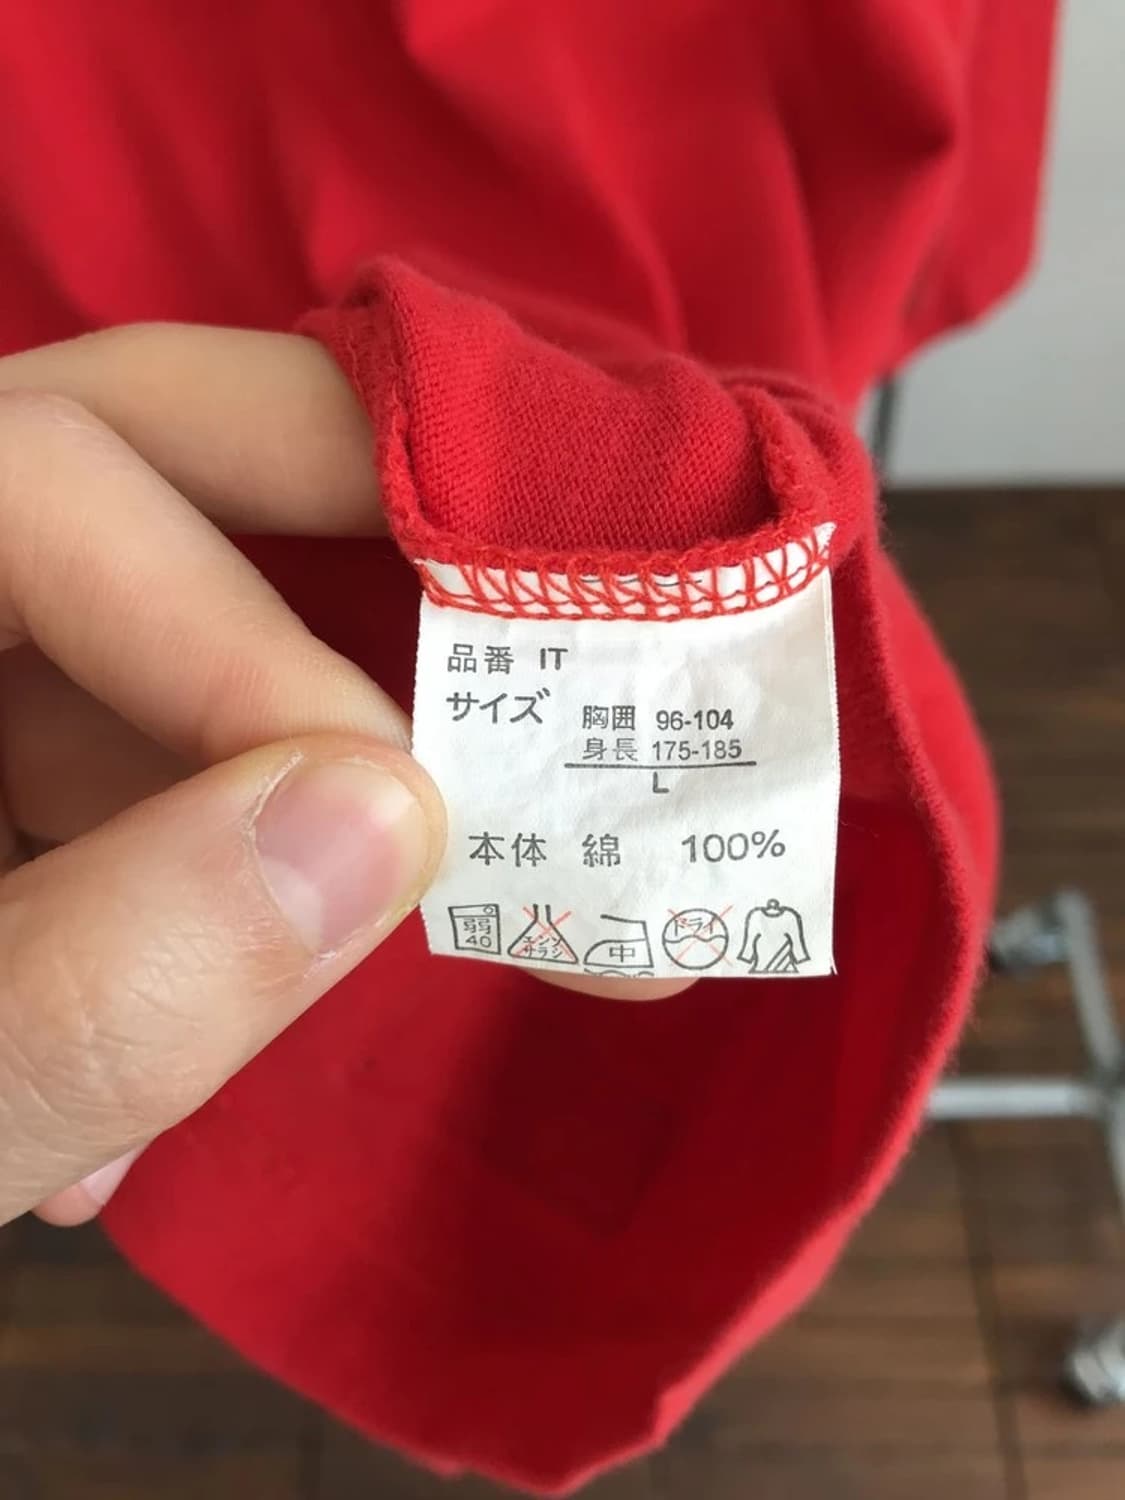 品番 IT
サイズ 胸囲 96-104
身長 175-185
L
本体 綿 100%
弱 40 エンソ サラシ 中 ドライ